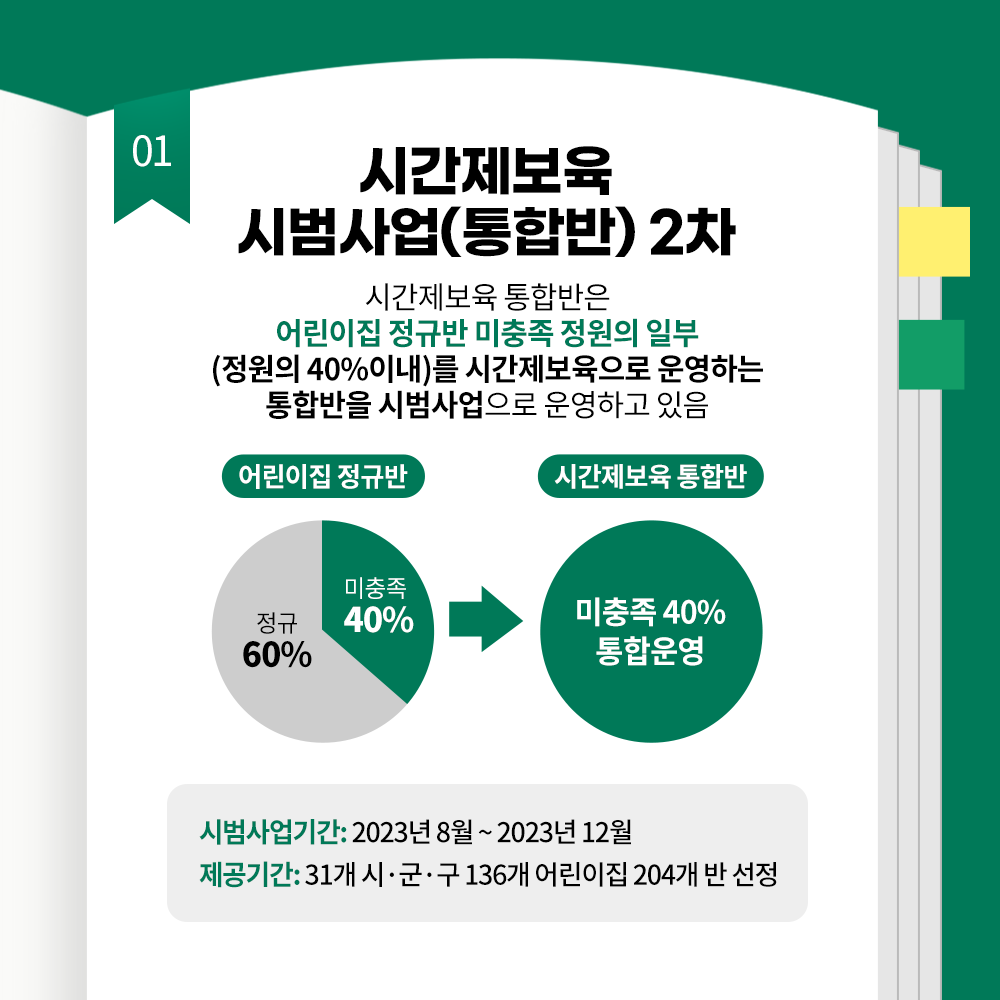 01
시간제보육
시범사업(통합반) 2차
시간제보육 통합반은
어린이집 정규반 미충족 정원의 일부
(정원의 40%이내)를 시간제보육으로 운영하는
통합반을 시범사업으로 운영하고 있음
어린이집 정규반
시간제보육 통합반
미충족
40%
정규
60%
미충족 40%
통합운영
시범사업기간: 2023년 8월 ~ 2023년 12월
제공기간: 31개 시·군·구 136개 어린이집 204개 반 선정